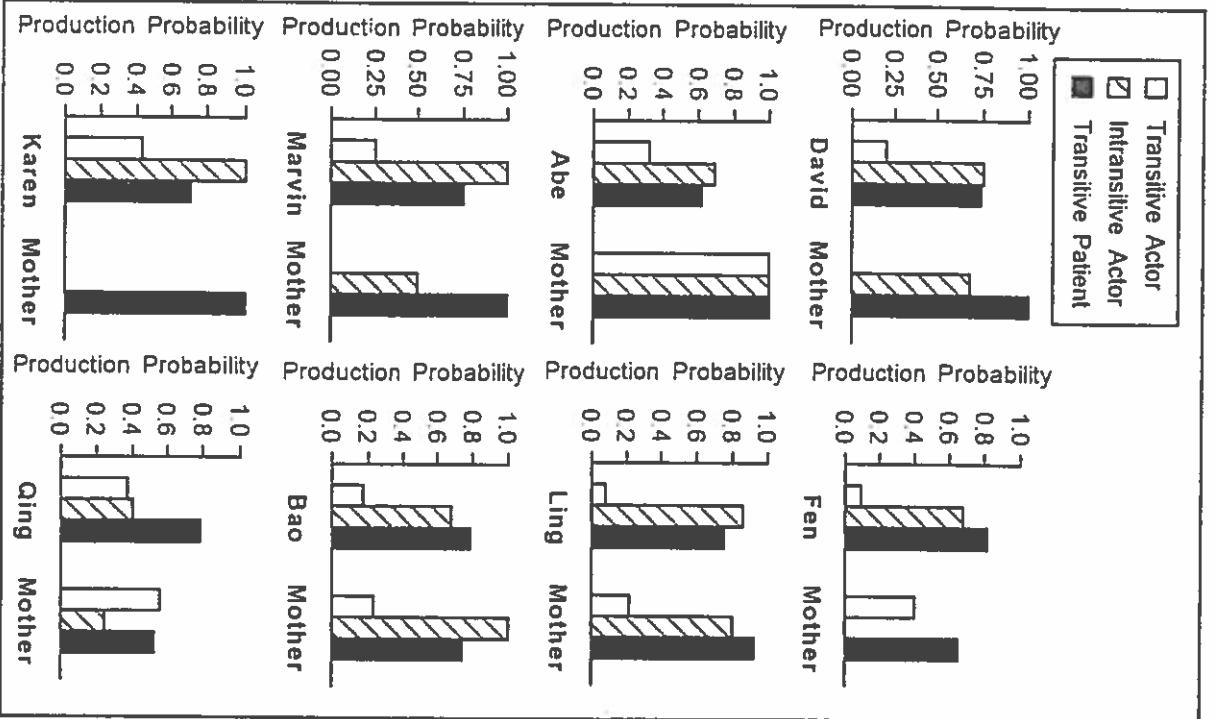 Transitive Actor
Intransitive Actor
Transitive Patient
Production Probability
1.00
0.75
0.50
0.25
0.00
David Mother
Production Probability
1.0
0.8
0.6
0.4
0.2
0.0
Fen Mother
Production Probability
1.0
0.8
0.6
0.4
0.2
0.0
Abe Mother
Production Probability
1.0
0.8
0.6
0.4
0.2
0.0
Ling Mother
Production Probability
1.00
0.75
0.50
0.25
0.00
Marvin Mother
Production Probability
1.0
0.8
0.6
0.4
0.2
0.0
Bao Mother
Production Probability
1.0
0.8
0.6
0.4
0.2
0.0
Karen Mother
Production Probability
1.0
0.8
0.6
0.4
0.2
0.0
Qing Mother